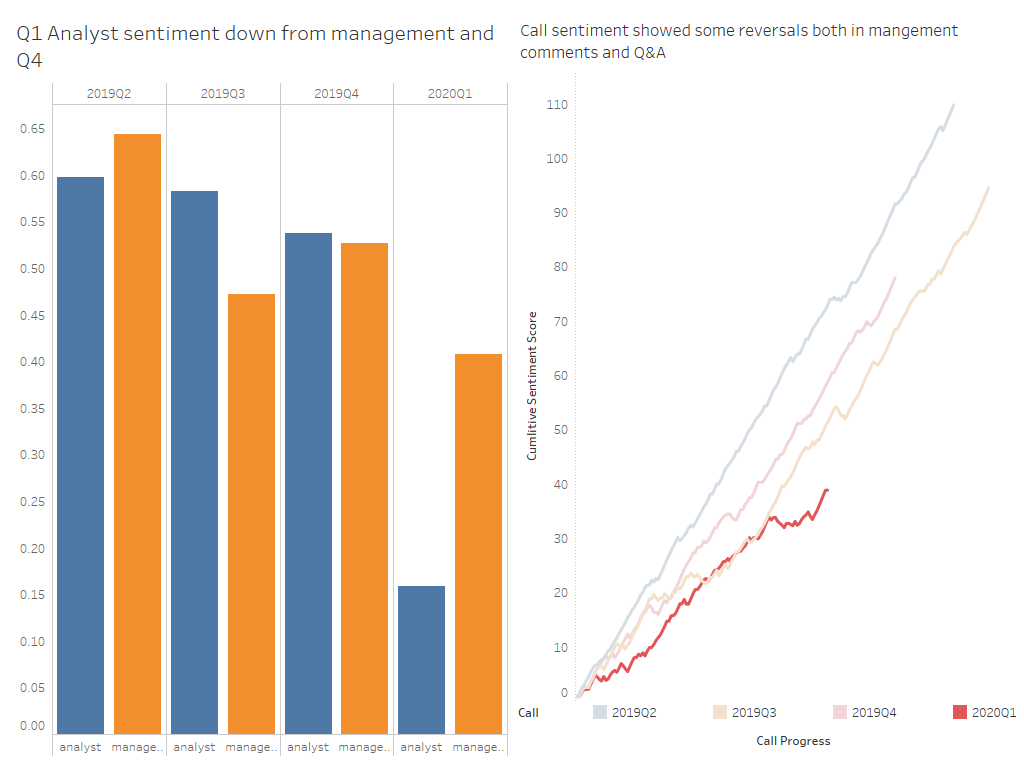 Q1 Analyst sentiment down from management and
Q4
2019Q2 2019Q3 2019Q4 2020Q1
0.65
0.60
0.55
0.50
0.45
0.40
0.35
0.30
0.25
0.20
0.15
0.10
0.05
0.00
analyst manage.. analyst manage.. analyst manage.. analyst manage..
Call sentiment showed some reversals both in mangement
comments and Q&A
110
100
90
80
70
60
50
40
30
20
10
0
Cumlitive Sentiment Score
Call 2019Q2 2019Q3 2019Q4 2020Q1
Call Progress